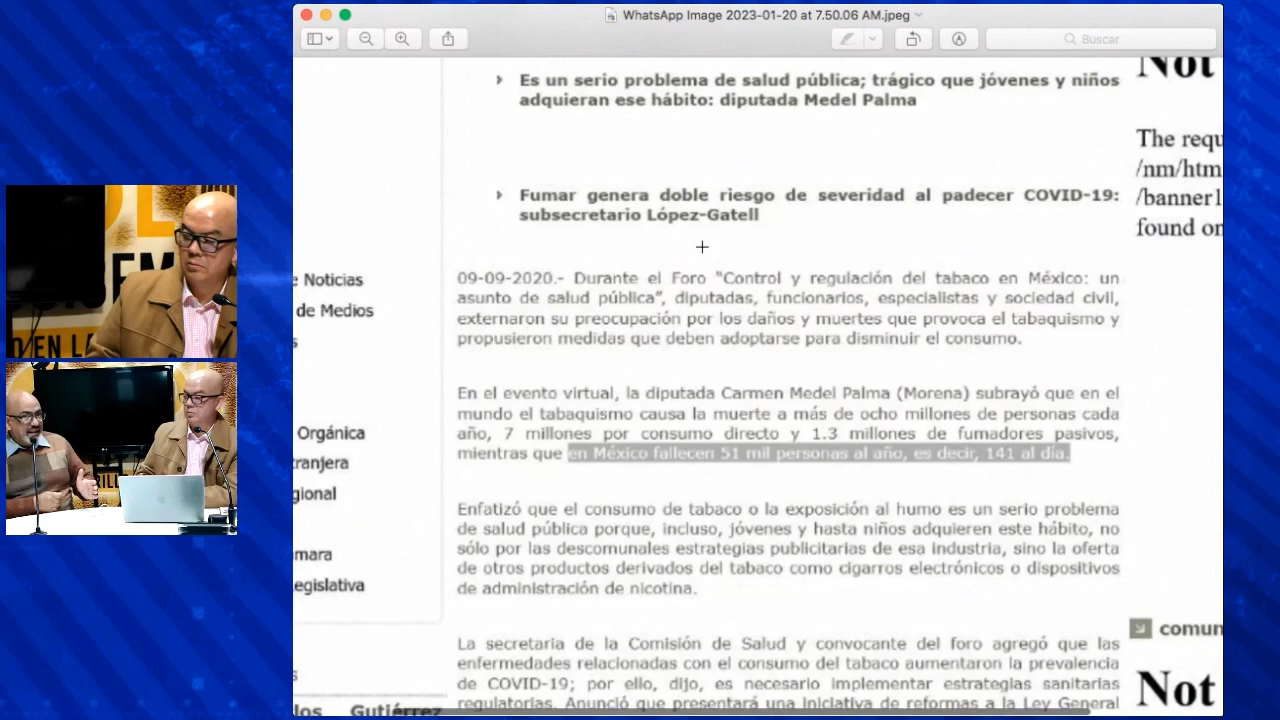 WhatsApp Image 2023-01-20 at 7.50.06 AM.jpeg
Buscar
Es un serio problema de salud pública; trágico que jóvenes y niños
adquieran ese hábito: diputada Medel Palma
Fumar genera doble riesgo de severidad al padecer COVID-19:
subsecretario López-Gatell
09-09-2020.- Durante el Foro "Control y regulación del tabaco en México: un
asunto de salud pública", diputadas, funcionarios, especialistas y sociedad civil,
externaron su preocupación por los daños y muertes que provoca el tabaquismo y
propusieron medidas que deben adoptarse para disminuir el consumo.
En el evento virtual, la diputada Carmen Medel Palma (Morena) subrayó que en el
mundo el tabaquismo causa la muerte a más de ocho millones de personas cada
año, 7 millones por consumo directo y 1.3 millones de fumadores pasivos,
mientras que en México fallecen 51 mil personas al año, es decir, 141 al día.
Enfatizó que el consumo de tabaco o la exposición al humo es un serio problema
de salud pública porque, incluso, jóvenes y hasta niños adquieren este hábito, no
sólo por las descomunales estrategias publicitarias de esa industria, sino la oferta
de otros productos derivados del tabaco como cigarros electrónicos o dispositivos
de administración de nicotina.
La secretaria de la Comisión de Salud y convocante del foro agregó que las
enfermedades relacionadas con el consumo del tabaco aumentaron la prevalencia
de COVID-19; por ello, dijo, es necesario implementar estrategias sanitarias
regulatorias. Anunció que presentará una iniciativa de reformas a la Ley General
e Noticias
de Medios
s
Orgánica
tranjera
gional
mara
egislativa
s
los Gutiérrez
Not
The requ
/nm/htm
/banner1
found on
comun
Not
EN LA